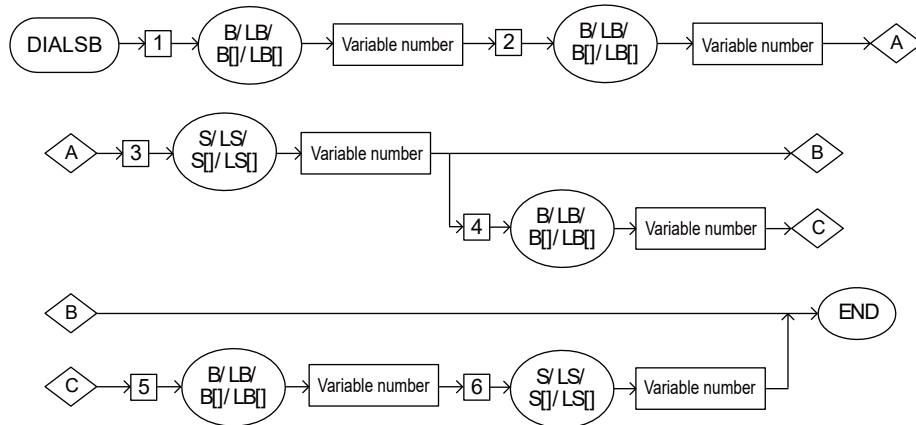 DIALSB 1 B/ LB/ B[]/ LB[] Variable number 2 B/ LB/ B[]/ LB[] Variable number A
A 3 S/ LS/ S[]/ LS[] Variable number B
4 B/ LB/ B[]/ LB[] Variable number C
B END
C 5 B/ LB/ B[]/ LB[] Variable number 6 S/ LS/ S[]/ LS[] Variable number